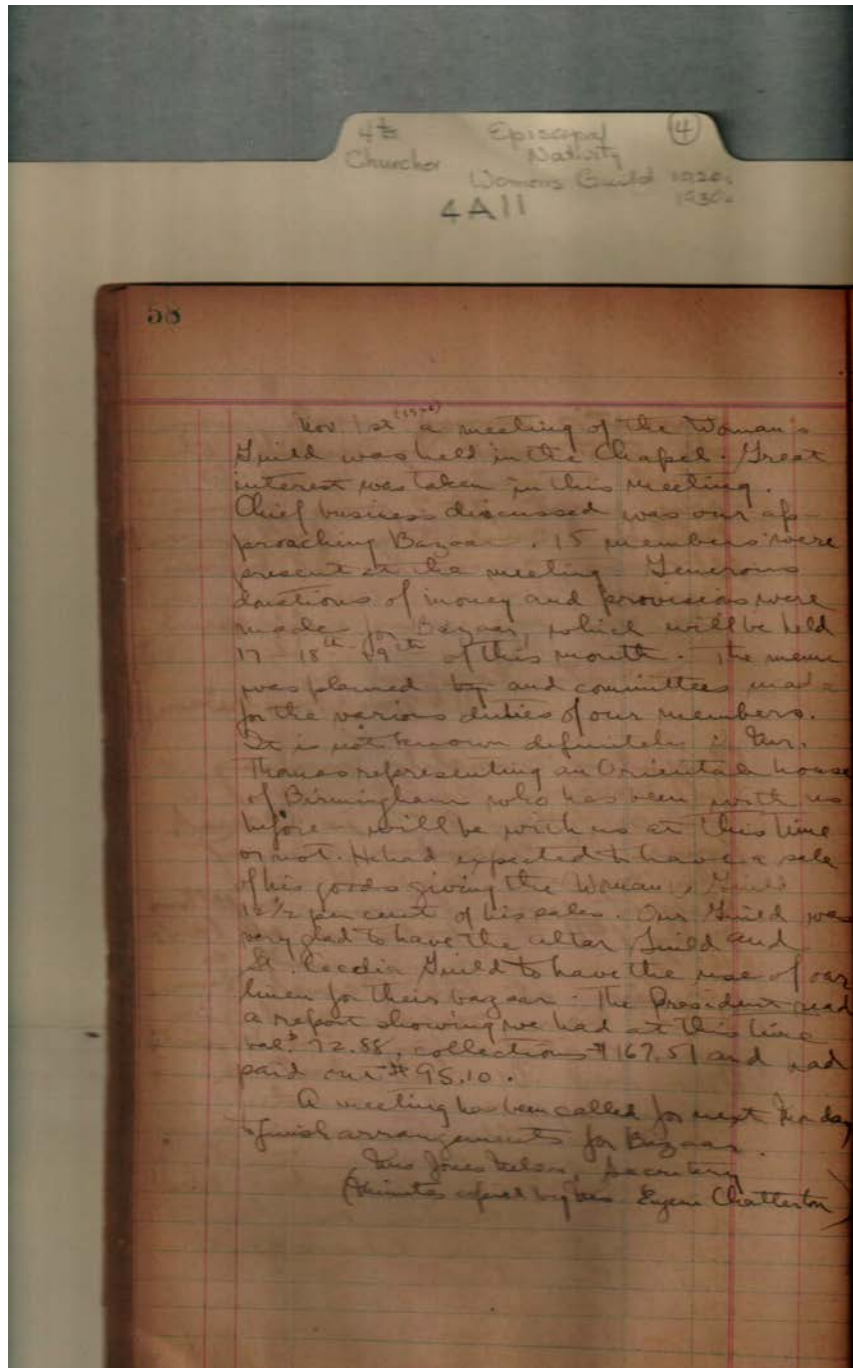 4th Episcopal ④
Churches Nativity
Womens Guild 1920s
4A11 1930s
58
Nov. 1st a meeting of the Woman's
Guild was held in the Chapel. Great
interest was taken in this meeting.
Chief business discussed was our ap-
proaching Bazaar. 15 members were
present at the meeting. Generous
donations of money and provisions were
made for Bazaar, which will be held
17 - 18th 19th of this month. The menu
was planned by and committees made
for the various duties of our members.
It is not known definitely if Mr.
Thomas representing an Oriental house
of Birmingham who has been with us
before - will be with us at this time
or not. He had expected to have a sale
of his goods giving the Woman's Guild
12 1/2 per cent of his sales. Our Guild was
very glad to have the altar Guild and
St. Cecelia Guild to have the use of our
linen for their bazaar. The President read
a report showing we had at this time
bal. $72.88, collections $167.51 and had
paid out $95.10.
A meeting has been called for next Monday
to finish arrangements for Bazaar.
Mrs Jones Nelson, Secretary
(Minutes copied by Mrs Eugene Chatterton)